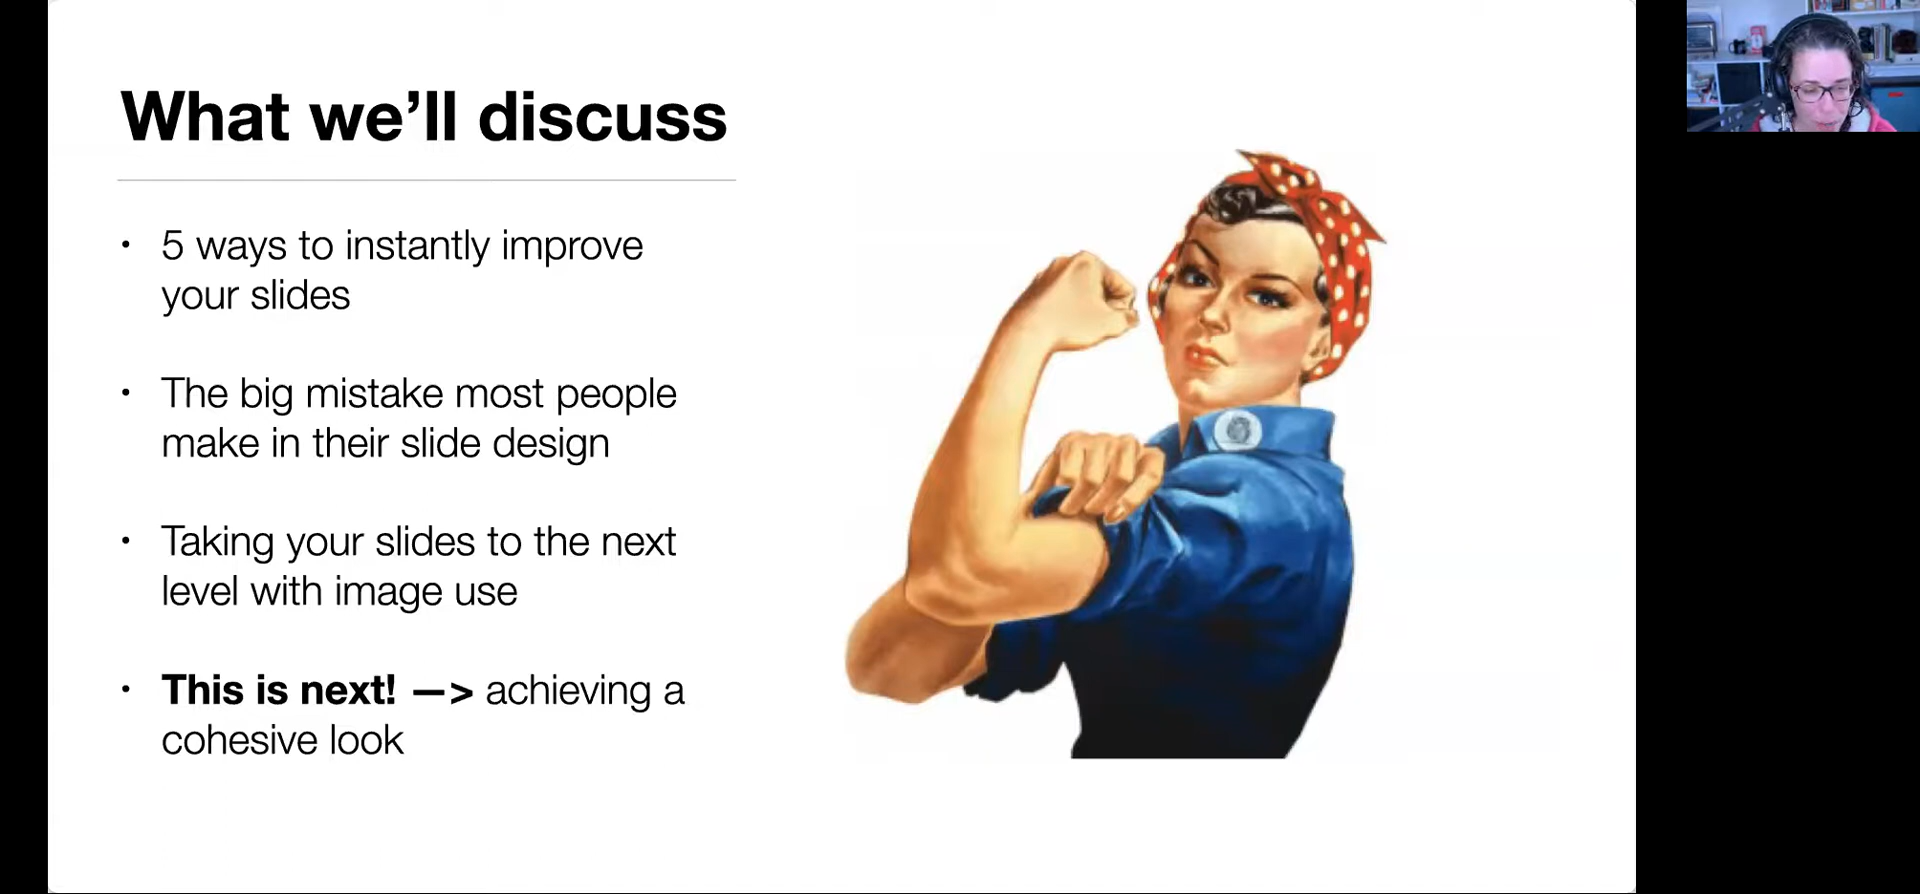 What we’ll discuss
• 5 ways to instantly improve
your slides
• The big mistake most people
make in their slide design
• Taking your slides to the next
level with image use
• This is next! —> achieving a
cohesive look